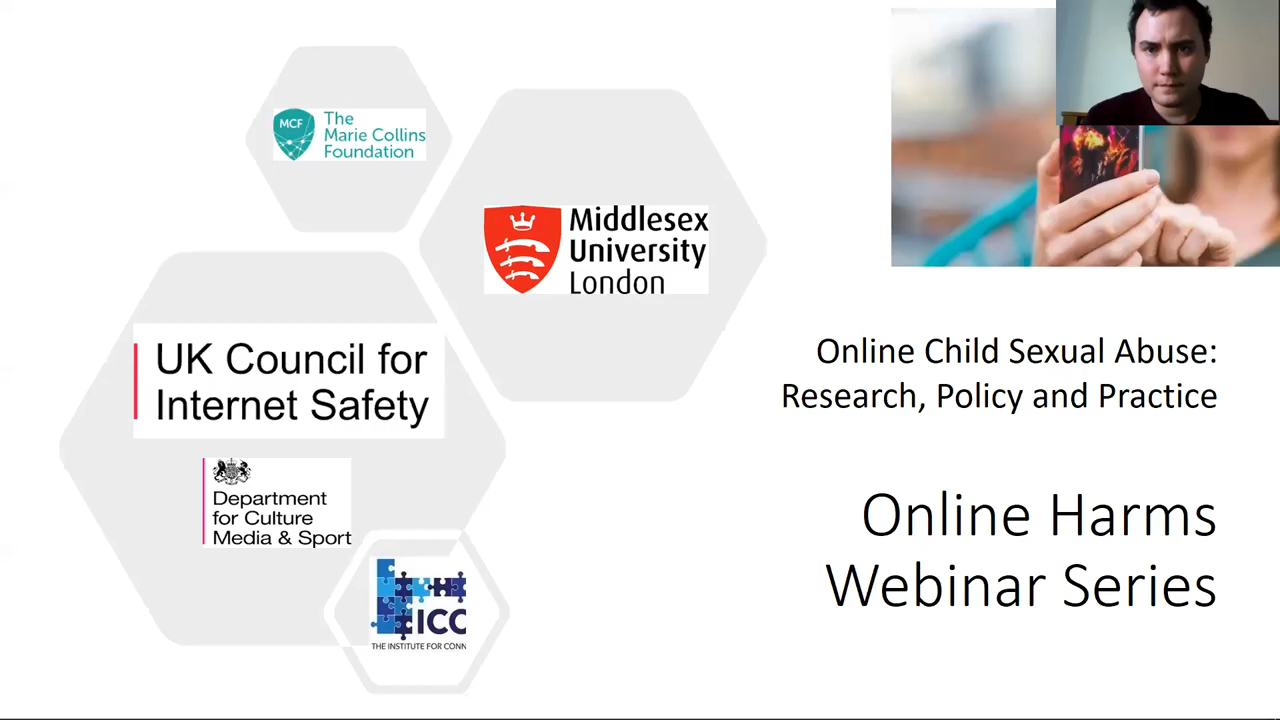 MCF
The
Marie Collins
Foundation
Middlesex
University
London
UK Council for
Internet Safety
Department
for Culture
Media & Sport
ICC
THE INSTITUTE FOR CONN
Online Child Sexual Abuse:
Research, Policy and Practice
Online Harms
Webinar Series